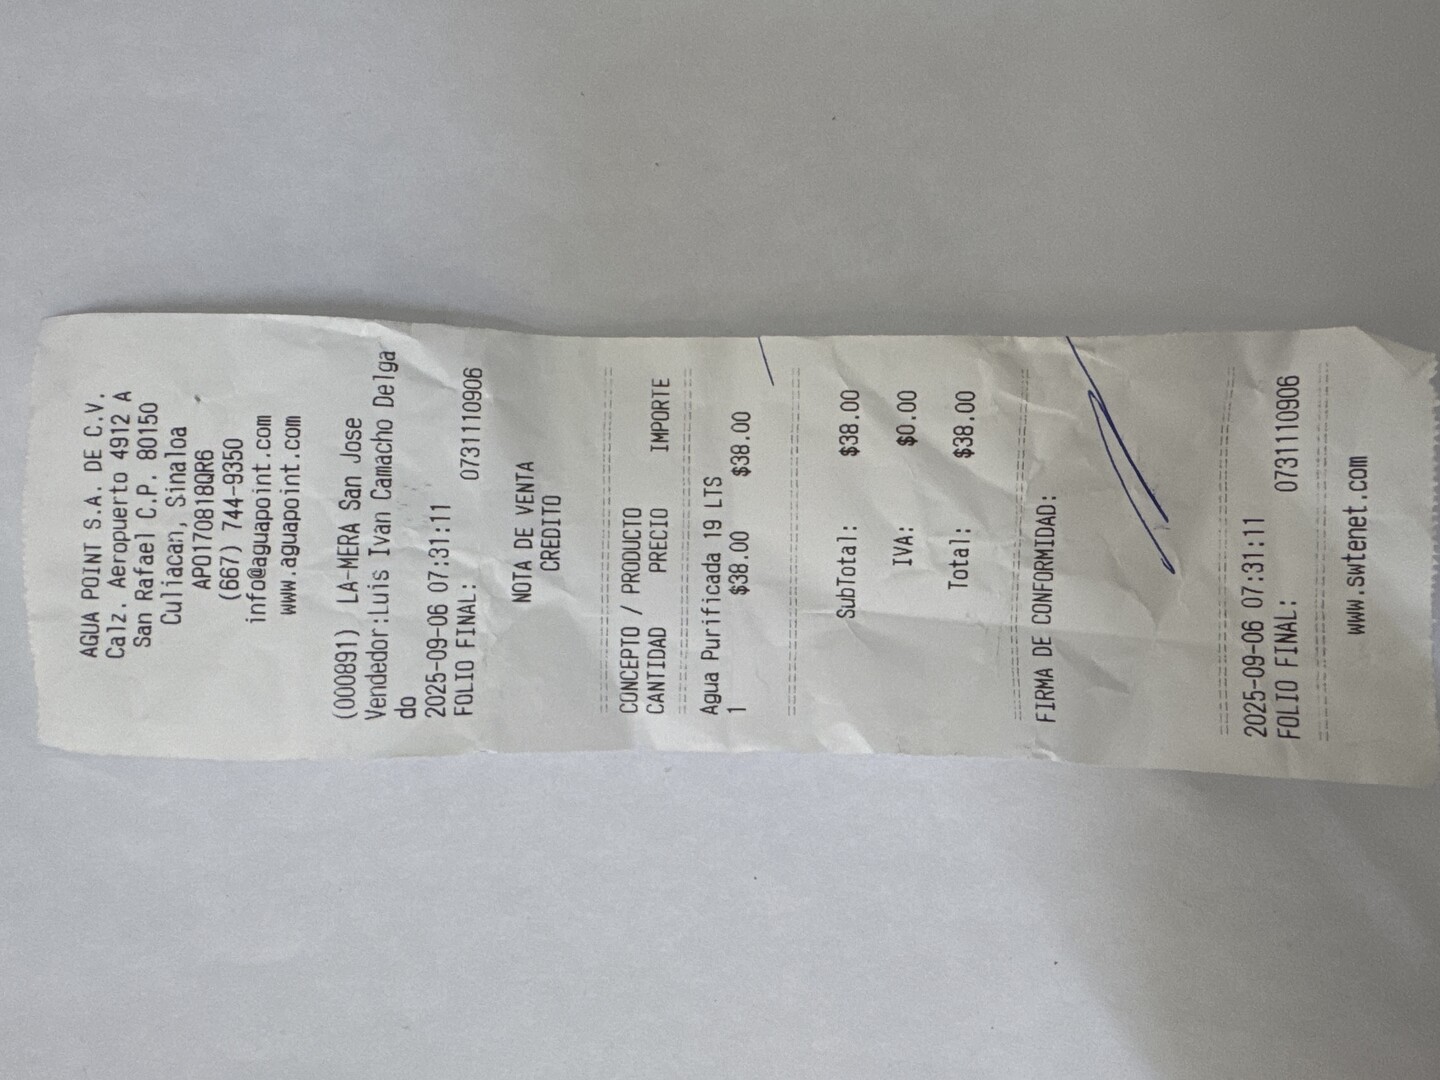 AGUA POINT S.A. DE C.V.
Calz. Aeropuerto 4912 A
San Rafael C.P. 80150
Culiacan, Sinaloa
APO170818QR6
(667) 744-9350
info@aguapoint.com
www.aguapoint.com
(000891) LA-MERA San Jose
Vendedor:Luis Ivan Camacho Delga
do
2025-09-06 07:31:11
FOLIO FINAL: 0731110906
NOTA DE VENTA
CREDITO
CONCEPTO / PRODUCTO
CANTIDAD PRECIO IMPORTE
Agua Purificada 19 LTS
1 $38.00 $38.00
SubTotal: $38.00
IVA: $0.00
Total: $38.00
FIRMA DE CONFORMIDAD:
2025-09-06 07:31:11
FOLIO FINAL: 0731110906
www.swtenet.com